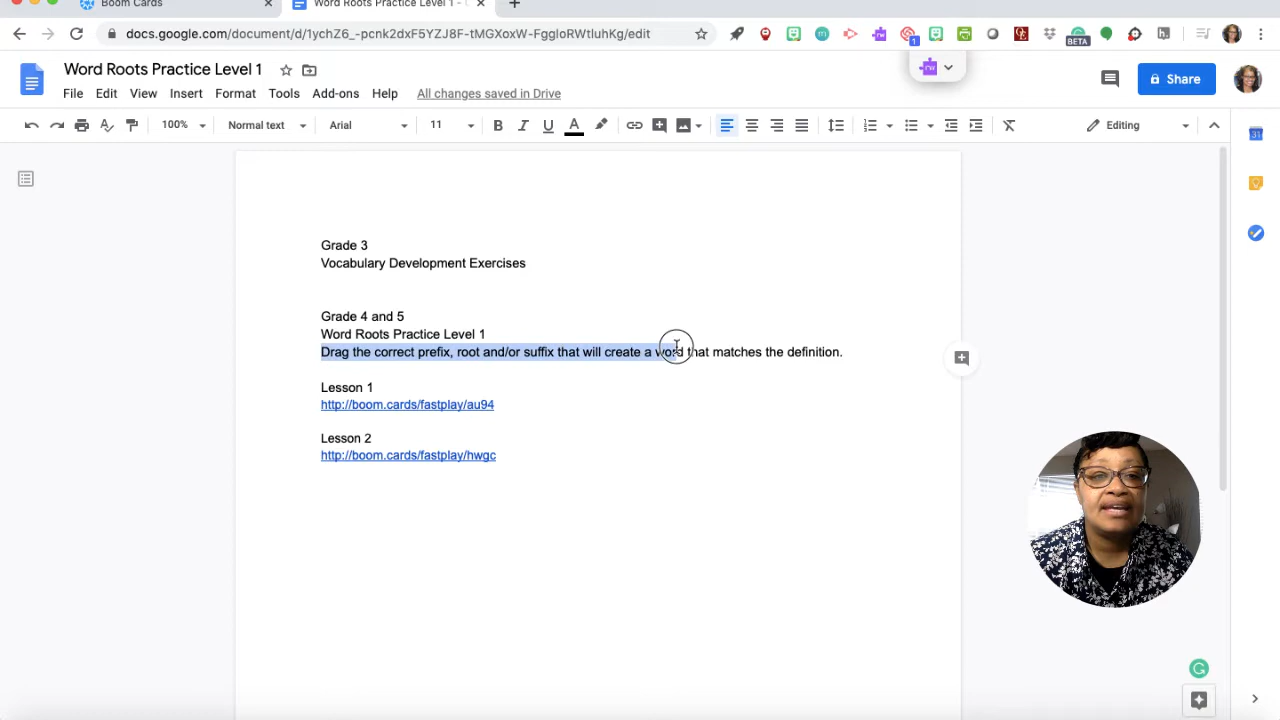 Boom Cards
Word Roots Practice Level 1 -
docs.google.com/document/d/1ychZ6_-pcnk2dxF5YZJ8F-tMGXoxW-FggloRWtluhKg/edit
1
BETA
Word Roots Practice Level 1
rw
Share
File Edit View Insert Format Tools Add-ons Help All changes saved in Drive
100% Normal text Arial 11 B I U A Editing
31
Grade 3
Vocabulary Development Exercises
Grade 4 and 5
Word Roots Practice Level 1
Drag the correct prefix, root and/or suffix that will create a word that matches the definition.
Lesson 1
http://boom.cards/fastplay/au94
Lesson 2
http://boom.cards/fastplay/hwgc